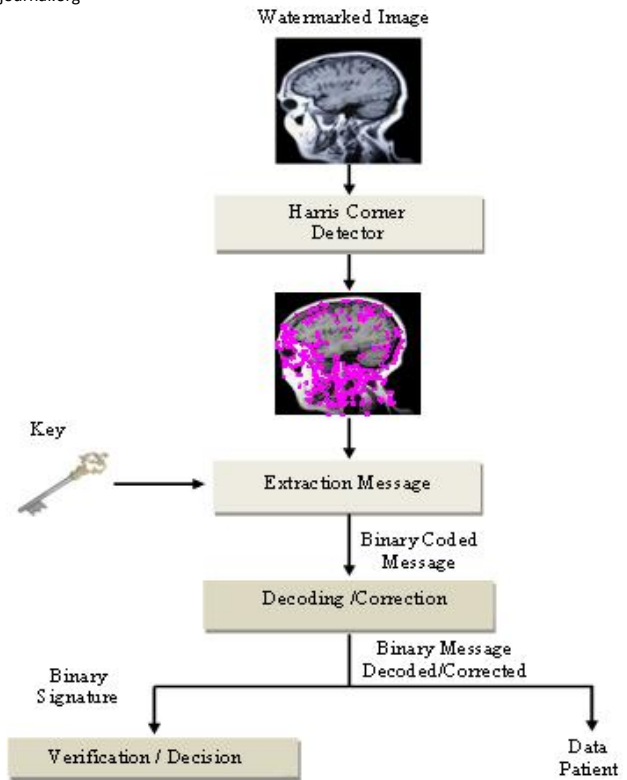 Watermarked Image
Harris Corner
Detector
Key
Extraction Message
Binary Coded
Message
Decoding /Correction
Binary Message
Decoded/Corrected
Binary
Signature
Verification / Decision
Data
Patient